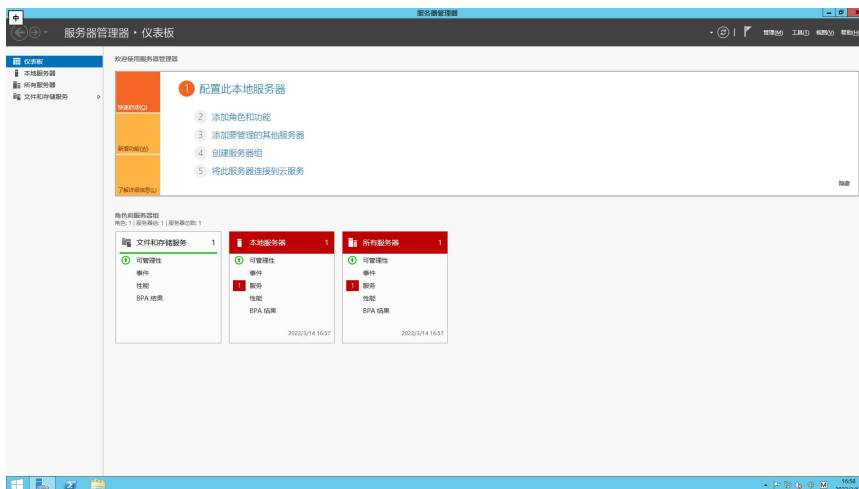 服务器管理器
中
服务器管理器 · 仪表板
管理(M) 工具(T) 视图(V) 帮助(H)
仪表板
本地服务器
所有服务器
文件和存储服务
欢迎使用服务器管理器
快速启动(Q)
新增功能(W)
了解详细信息(L)
1 配置此本地服务器
2 添加角色和功能
3 添加要管理的其他服务器
4 创建服务器组
5 将此服务器连接到云服务
隐藏
角色和服务器组
角色: 1 | 服务器组: 1 | 服务器总数: 1
文件和存储服务 1
可管理性
事件
性能
BPA 结果
本地服务器 1
可管理性
事件
1 服务
性能
BPA 结果
2022/3/14 16:57
所有服务器 1
可管理性
事件
1 服务
性能
BPA 结果
2022/3/14 16:57
中 M 16:58